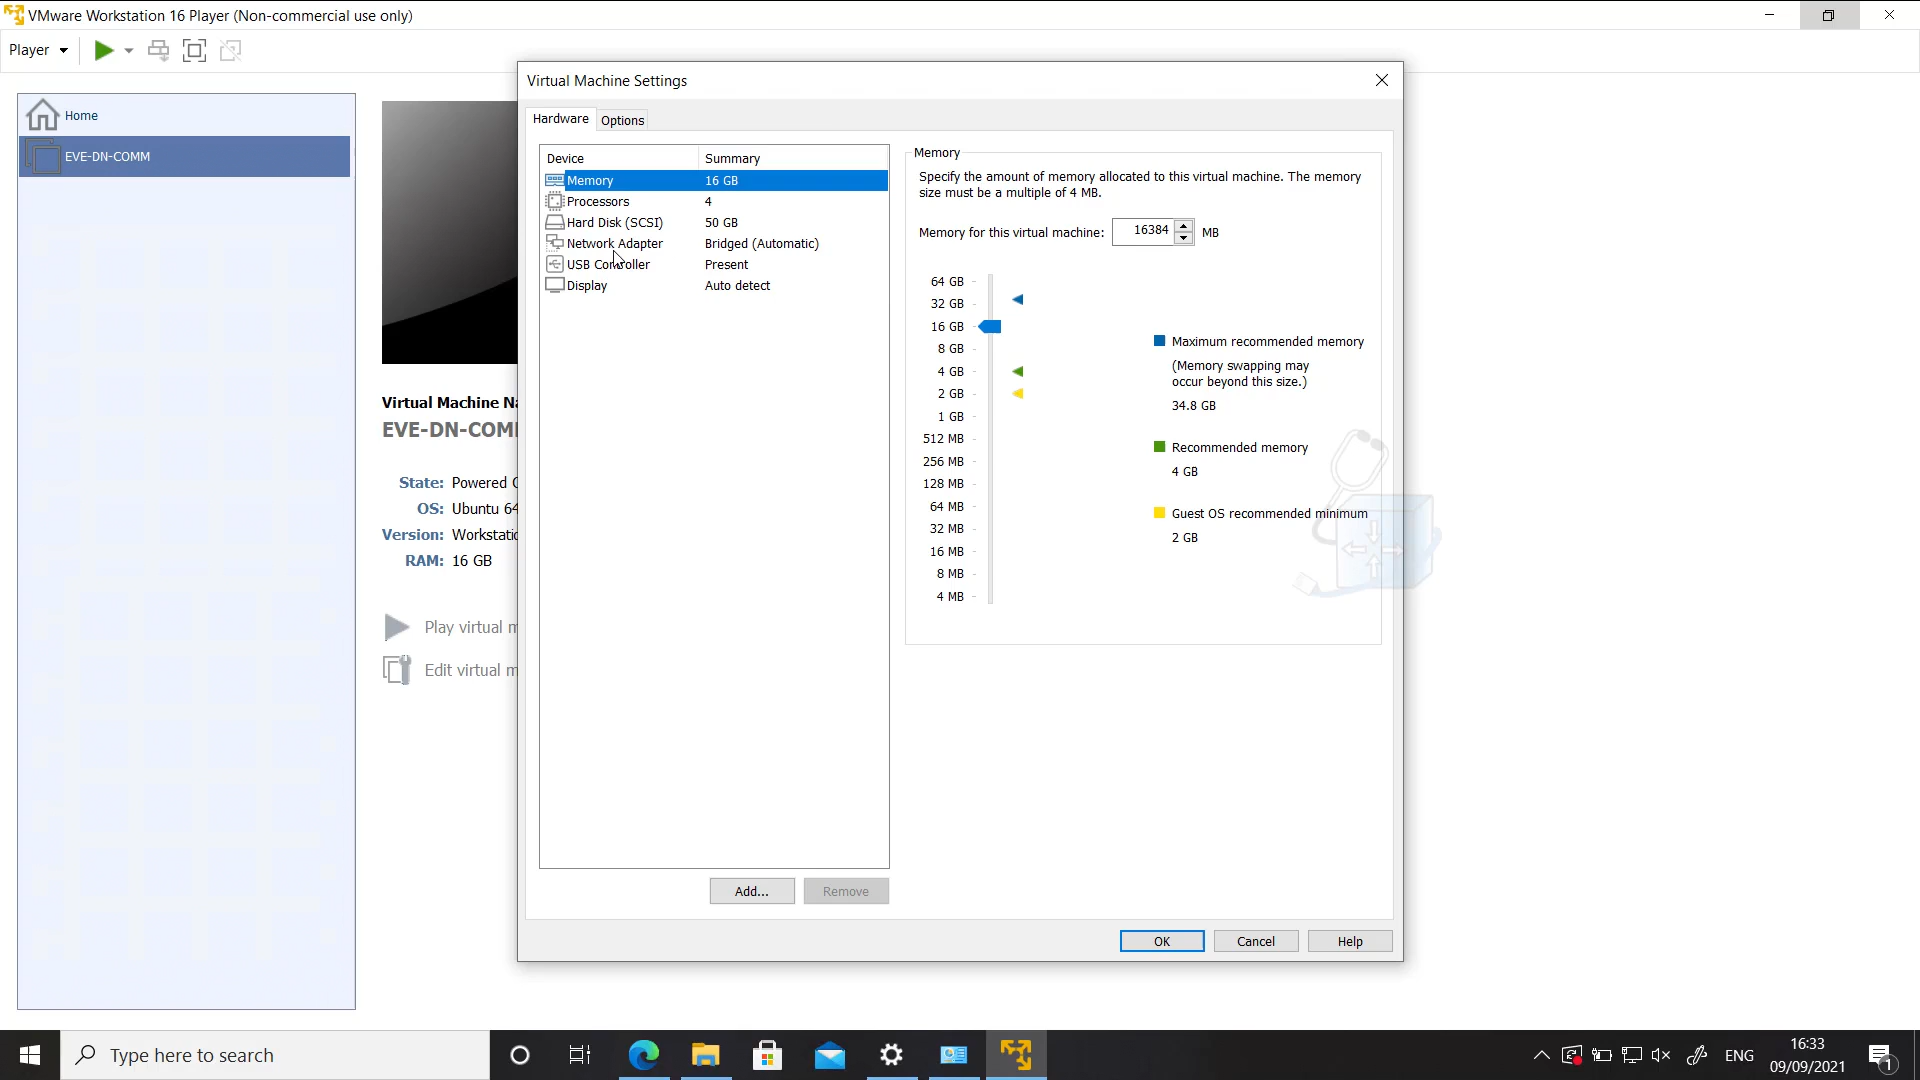 VMware Workstation 16 Player (Non-commercial use only)
Player
Home
EVE-DN-COMM
Virtual Machine Na
EVE-DN-COMM
State: Powered
OS: Ubuntu 64
Version: Workstatio
RAM: 16 GB
Play virtual m
Edit virtual m
Virtual Machine Settings
Hardware
Options
Device Summary
Memory 16 GB
Processors 4
Hard Disk (SCSI) 50 GB
Network Adapter Bridged (Automatic)
USB Controller Present
Display Auto detect
Add...
Remove
Memory
Specify the amount of memory allocated to this virtual machine. The memory
size must be a multiple of 4 MB.
Memory for this virtual machine: 16384 MB
64 GB
32 GB
16 GB
8 GB
4 GB
2 GB
1 GB
512 MB
256 MB
128 MB
64 MB
32 MB
16 MB
8 MB
4 MB
Maximum recommended memory
(Memory swapping may
occur beyond this size.)
34.8 GB
Recommended memory
4 GB
Guest OS recommended minimum
2 GB
OK
Cancel
Help
Type here to search
ENG
16:33
09/09/2021
1